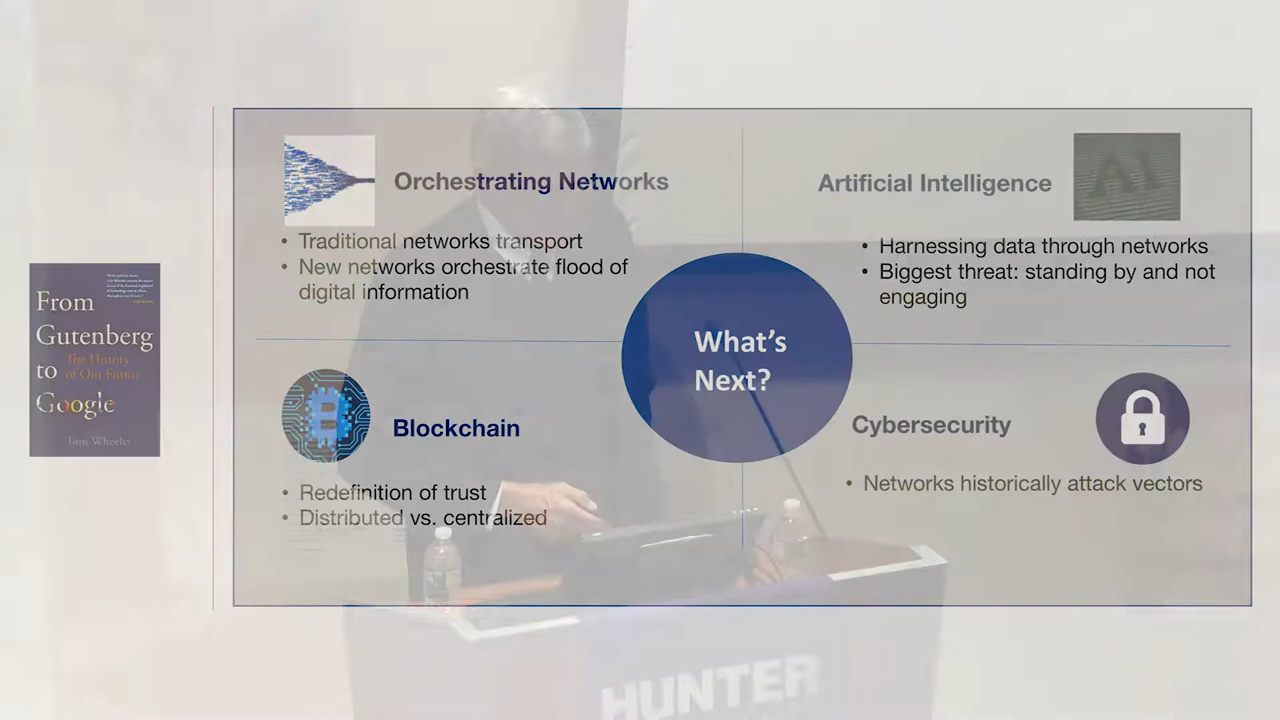 From
Gutenberg
to
The History
of Our Future
Google
Tom Wheeler
Orchestrating Networks
• Traditional networks transport
• New networks orchestrate flood of
digital information
Artificial Intelligence
AI
• Harnessing data through networks
• Biggest threat: standing by and not
engaging
What's
Next?
Blockchain
B
• Redefinition of trust
• Distributed vs. centralized
Cybersecurity
• Networks historically attack vectors
HUNTER